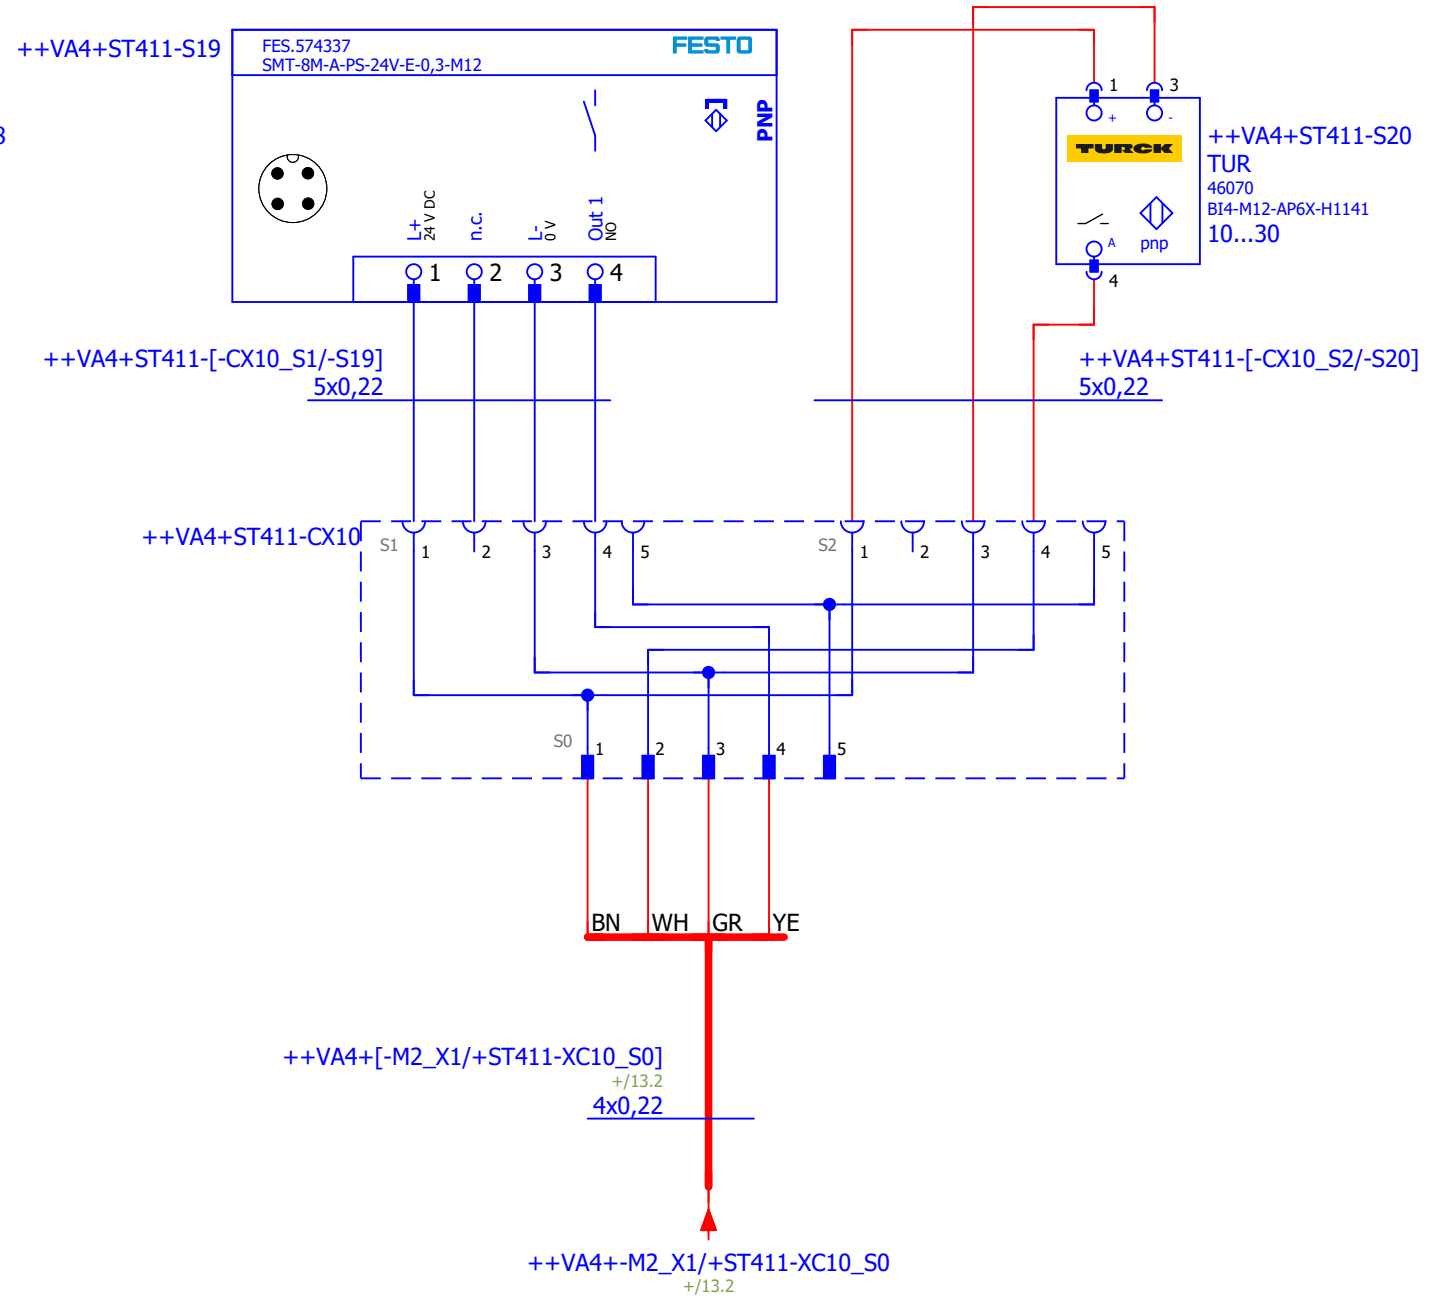 ++VA4+ST411-S19
FES.574337
SMT-8M-A-PS-24V-E-0,3-M12
FESTO
PNP
L+
24 V DC
n.c.
L-
0 V
Out 1
NO
1
2
3
4
3
1
3
+
-
TURCK
A
pnp
4
++VA4+ST411-S20
TUR
46070
BI4-M12-AP6X-H1141
10...30
++VA4+ST411-[-CX10_S1/-S19]
5x0,22
++VA4+ST411-[-CX10_S2/-S20]
5x0,22
++VA4+ST411-CX10
S1
1
2
3
4
5
S2
1
2
3
4
5
S0
1
2
3
4
5
BN
WH
GR
YE
++VA4+[-M2_X1/+ST411-XC10_S0]
+/13.2
4x0,22
++VA4+-M2_X1/+ST411-XC10_S0
+/13.2